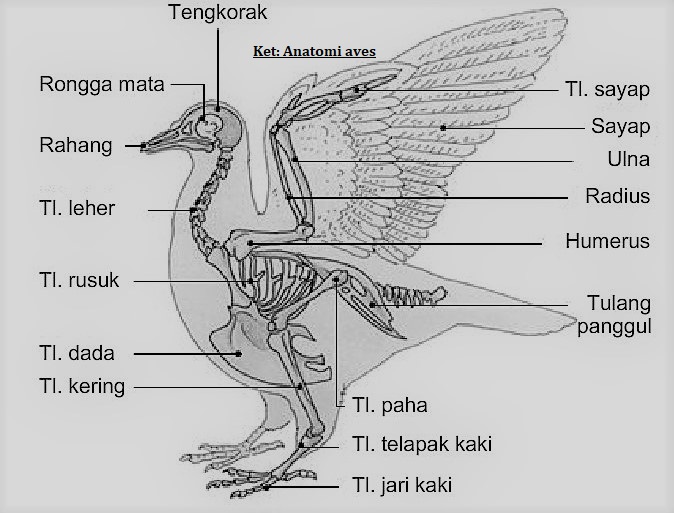 Tengkorak
Ket: Anatomi aves
Rongga mata
Rahang
Tl. leher
Tl. rusuk
Tl. dada
Tl. kering
Tl. sayap
Sayap
Ulna
Radius
Humerus
Tulang
panggul
Tl. paha
Tl. telapak kaki
Tl. jari kaki